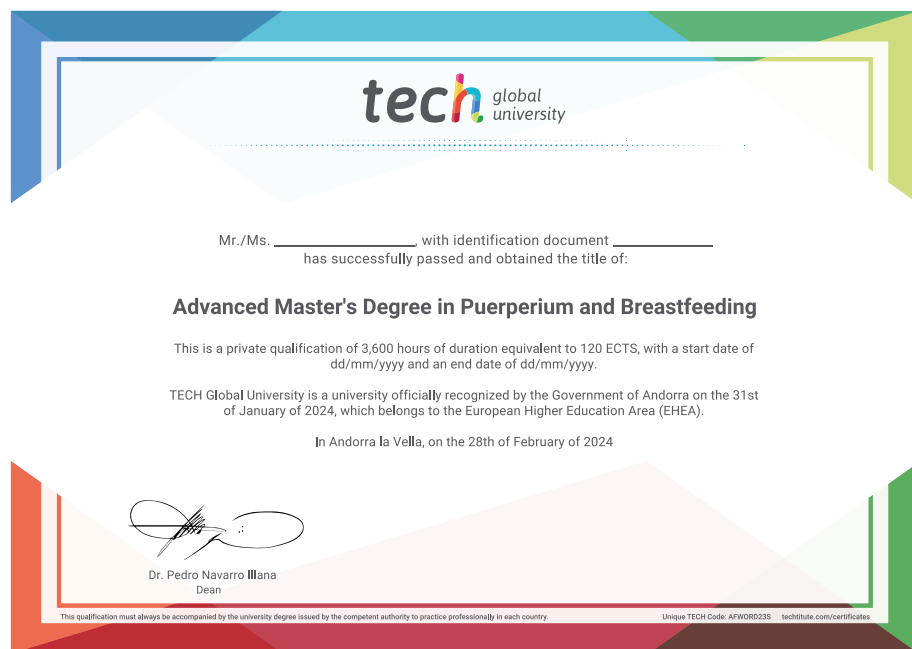 tech global
university
Mr./Ms. ____________________, with identification document ______________
has successfully passed and obtained the title of:
Advanced Master's Degree in Puerperium and Breastfeeding
This is a private qualification of 3,600 hours of duration equivalent to 120 ECTS, with a start date of
dd/mm/yyyy and an end date of dd/mm/yyyy.
TECH Global University is a university officially recognized by the Government of Andorra on the 31st
of January of 2024, which belongs to the European Higher Education Area (EHEA).
In Andorra la Vella, on the 28th of February of 2024
Dr. Pedro Navarro Illana
Dean
This qualification must always be accompanied by the university degree issued by the competent authority to practice professionally in each country. Unique TECH Code: AFWORD23S techtitute.com/certificates